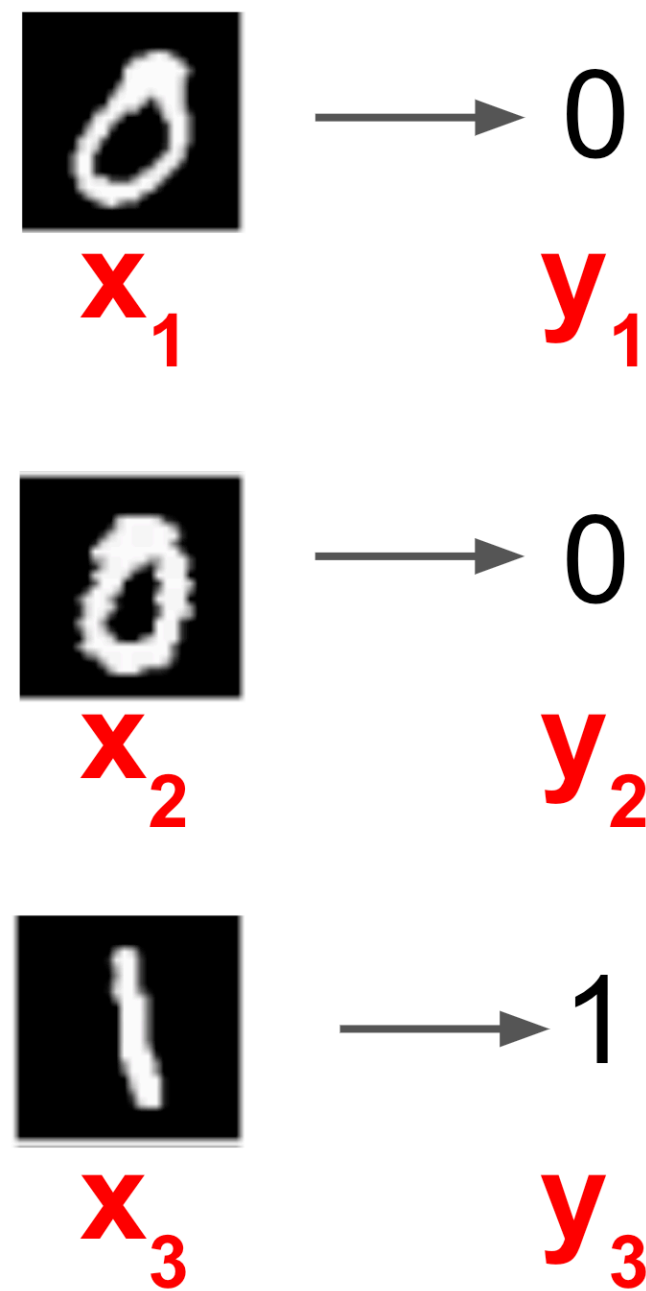 0 → 0
x₁ y₁
0 → 0
x₂ y₂
1 → 1
x₃ y₃